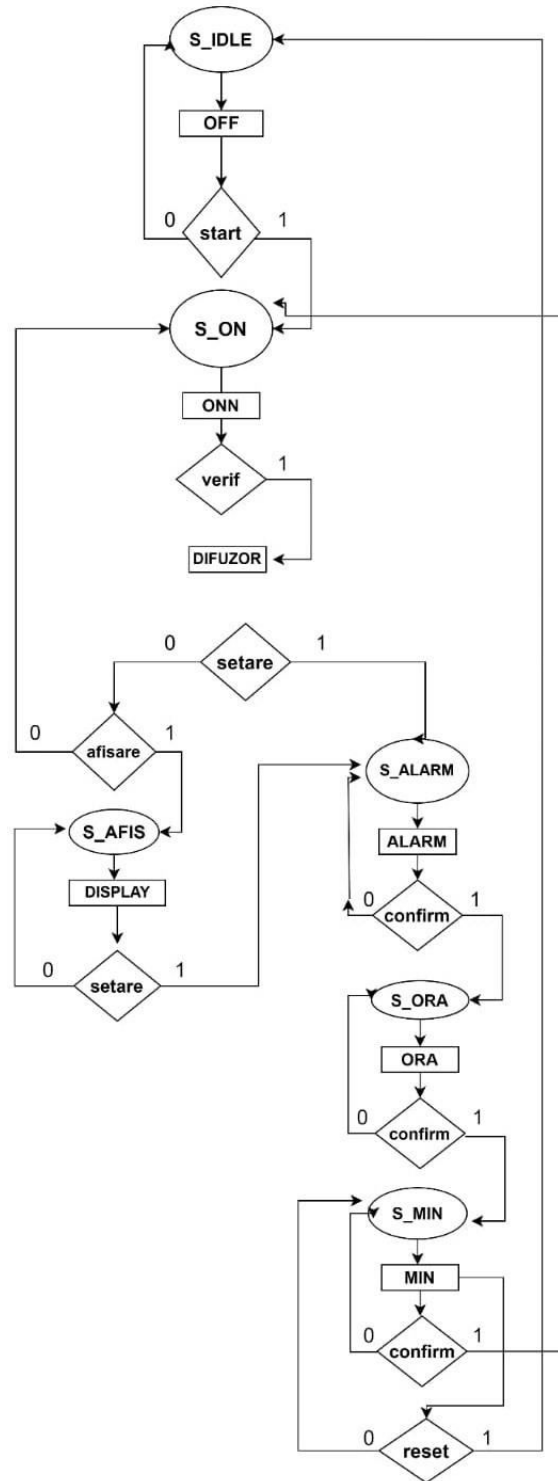 S_IDLE
OFF
0 1
start
S_ON
ONN
verif 1
DIFUZOR
0 1
setare
0 1
afisare
S_ALARM
S_AFIS
ALARM
DISPLAY
0 1
confirm
0 1
setare
S_ORA
ORA
0 1
confirm
S_MIN
MIN
0 1
confirm
0 1
reset